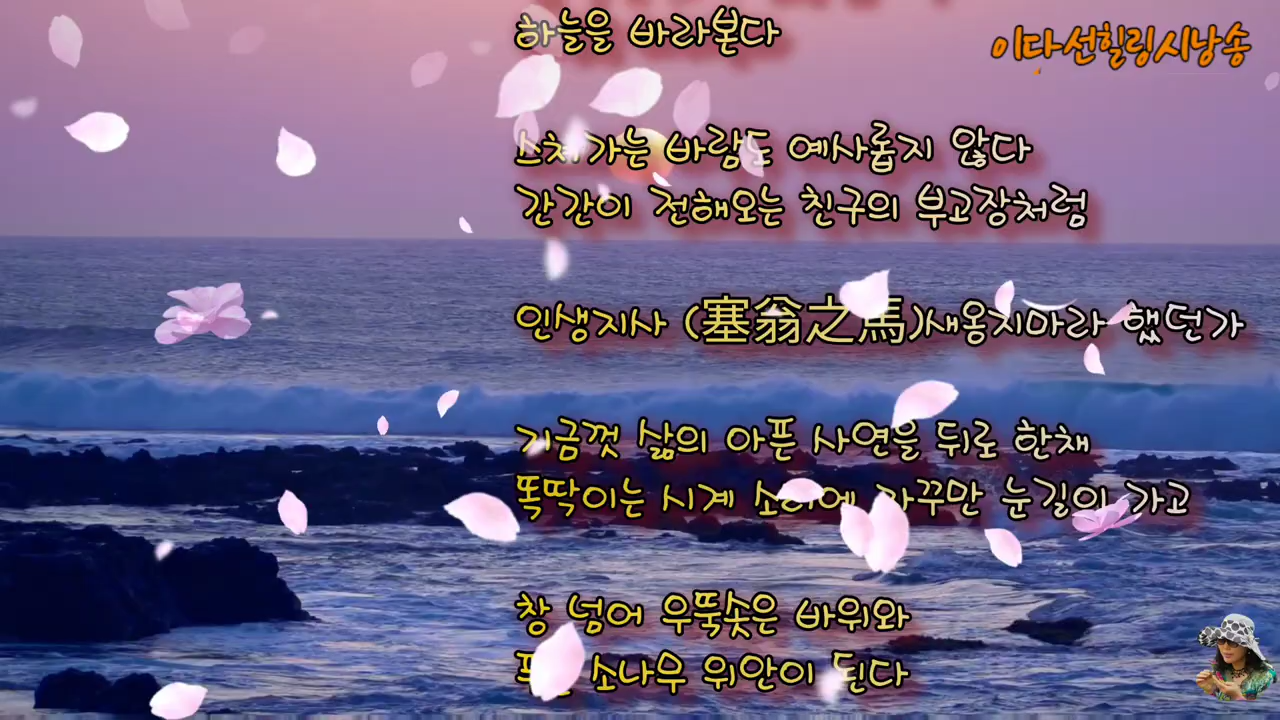 하늘을 바라본다
이다선힐링시낭송
스쳐가는 바람도 예사롭지 않다
간간이 전해오는 친구의 부고장처럼
인생지사 (塞翁之馬)새옹지마라 했던가
지금껏 삶의 아픈 사연을 뒤로 한채
똑딱이는 시계 소리에 자꾸만 눈길이 가고
창 넘어 우뚝솟은 바위와
소나무 위안이 된다